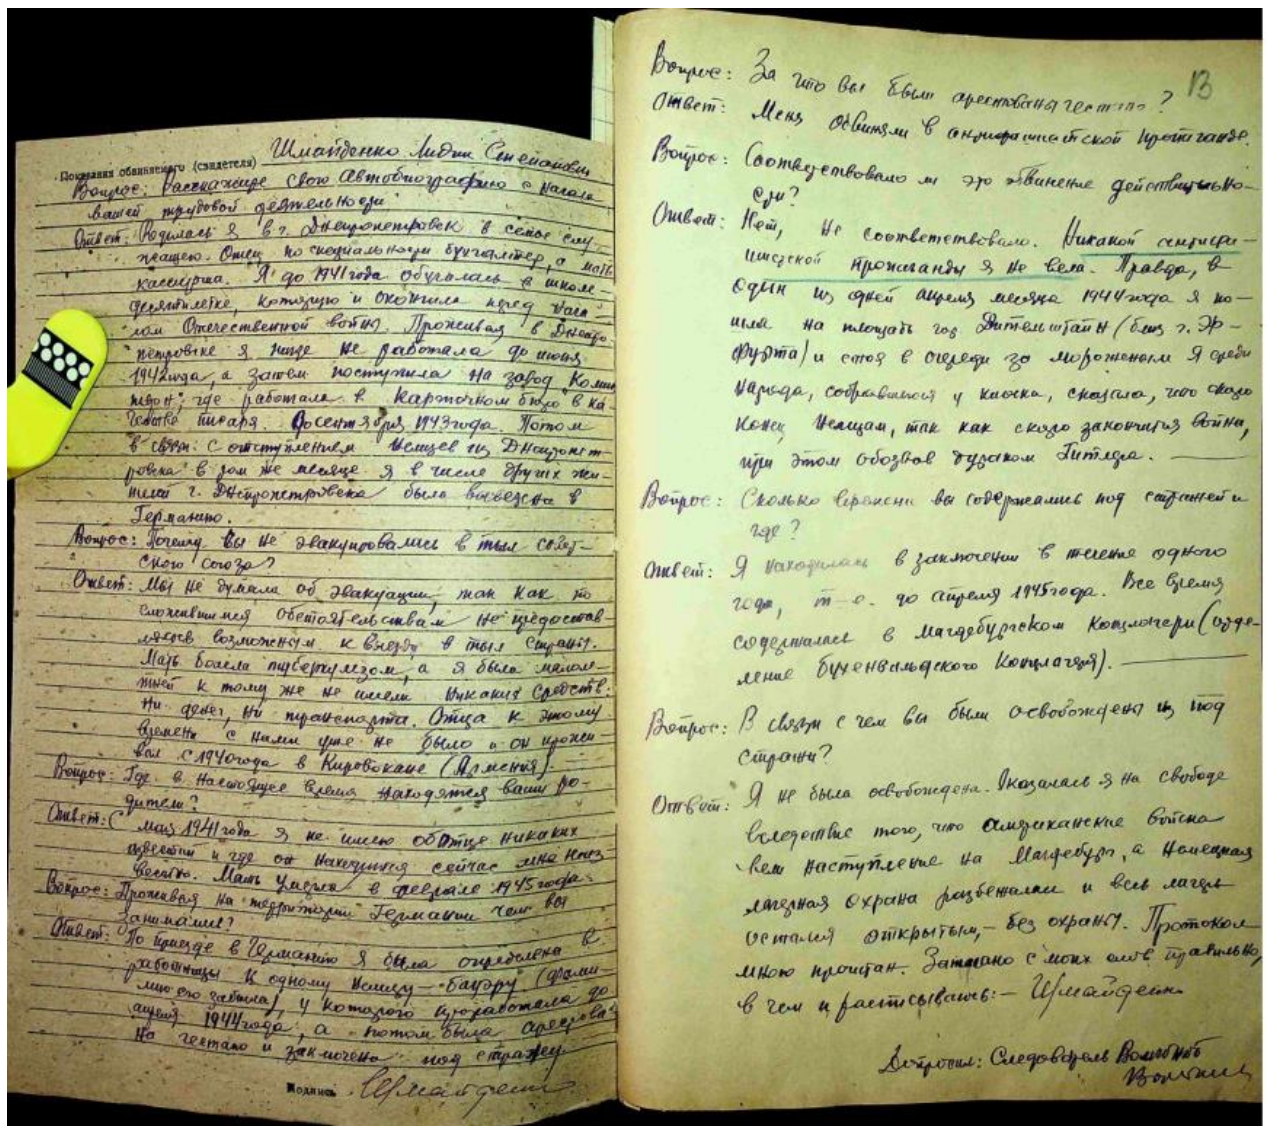 Показания обвиняемого (свидетеля) Шмайденко Лидии Семеновны
Вопрос: Расскажите свою автобиографию с начала
вашей трудовой деятельности
Ответ: Родилась я в г. Днепропетровск в семье слу-
жащего. Отец по специальности бухгалтер, а мать
кассирша. Я до 1941 года обучалась в школе-
десятилетке, которую и окончила перед нача-
лом Отечественной войны. Проживая в Днепро-
петровске я нигде не работала до июня
1942 года, а затем поступила на завод Комин
терн, где работала в карточном бюро в ка-
честве писаря. До сентября 1943 года. Потом
в связи с отступлением немцев из Днепропет-
ровска в том же месяце я в числе других жи-
телей г. Днепропетровска была вывезена в
Германию.
Вопрос: Почему вы не эвакуировались в тыл совет-
ского союза?
Ответ: Мы не думали об эвакуации, так как по
сложившимся обстоятельствам не предостав-
лялось возможным к выезду в тыл страны.
Мать болела туберкулезом, а я была малоле-
тней к тому же не имели никаких средств:
ни денег, ни транспорта. Отца к этому
времени с нами уже не было и он прожи-
вал с 1940 года в Кировокане (Армения).
Вопрос: Где в настоящее время находятся ваши ро-
дители?
Ответ: С мая 1941 года я не имею об отце никаких
известий и где он находится сейчас мне неиз-
вестно. Мать умерла в феврале 1945 года.
Вопрос: Проживая на территории Германии чем вы
занимались?
Ответ: По приезде в Германию я была определена в
работницы к одному немцу - бауэру (фами-
лию его забыла), у которого проработала до
апреля 1944 года, а потом была арестова-
на гестапо и заключена под стражу.
Подпись Шмайденко
13
Вопрос: За что вы были арестованы гестапо?
Ответ: Меня обвиняли в антифашистской пропаганде.
Вопрос: Соответствовало ли это обвинение действительно-
сти?
Ответ: Нет, не соответствовало. Никакой антифа-
шистской пропаганды я не вела. Правда, в
один из дней апреля месяца 1944 года я по-
шла на площадь гор. Дительштайн (близ г. Эр-
фурта) и стоя в очереди за мороженым я среди
народа, собравшегося у киоска, сказала, что скоро
конец немцам, так как скоро закончится война,
при этом обозвав дураком Гитлера.
Вопрос: Сколько времени вы содержались под стражей и
где?
Ответ: Я находилась в заключении в течение одного
года, т-е. до апреля 1945 года. Все время
содержалась в магдебургском концлагере (отде-
ление бухенвальдского концлагеря).
Вопрос: В связи с чем вы были освобождены из под
стражи?
Ответ: Я не была освобождена. Оказалась я на свободе
вследствие того, что американские войска
вели наступление на Магдебург, а немецкая
лагерная охрана разбежалась и весь лагерь
остался открытым, - без охраны. Протокол
мною прочитан. Записано с моих слов правильно,
в чем и расписываюсь: - Шмайденко
Допросил: Следователь